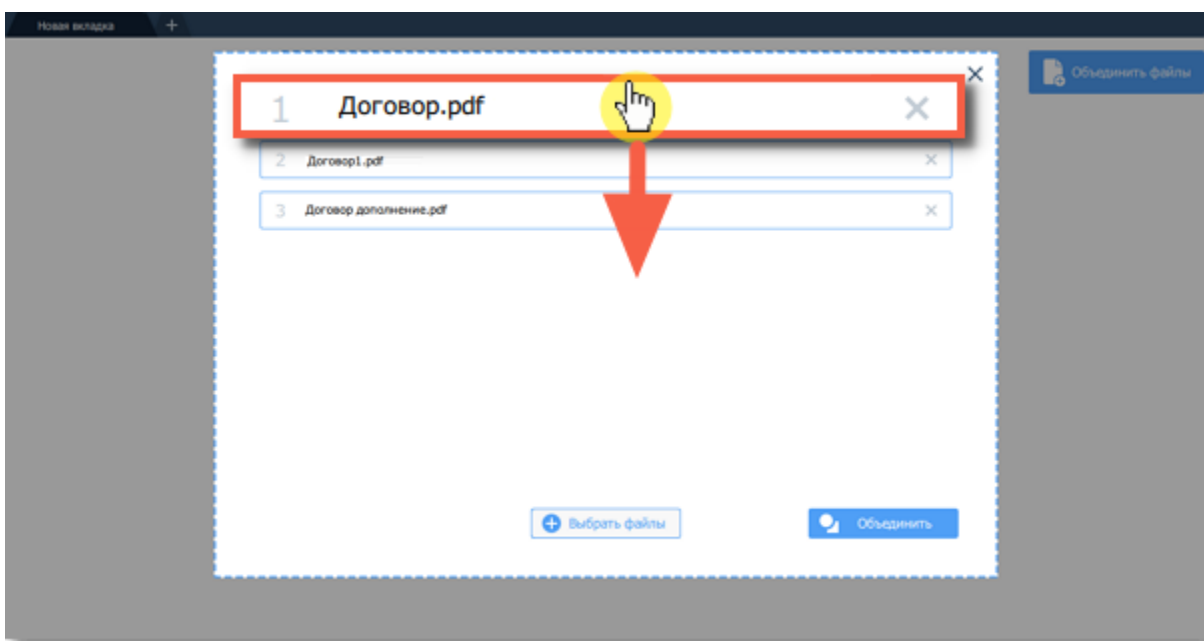 Новая вкладка
Объединить файлы
1 Договор.pdf
2 Договор1.pdf
3 Договор дополнение.pdf
Выбрать файлы
Объединить